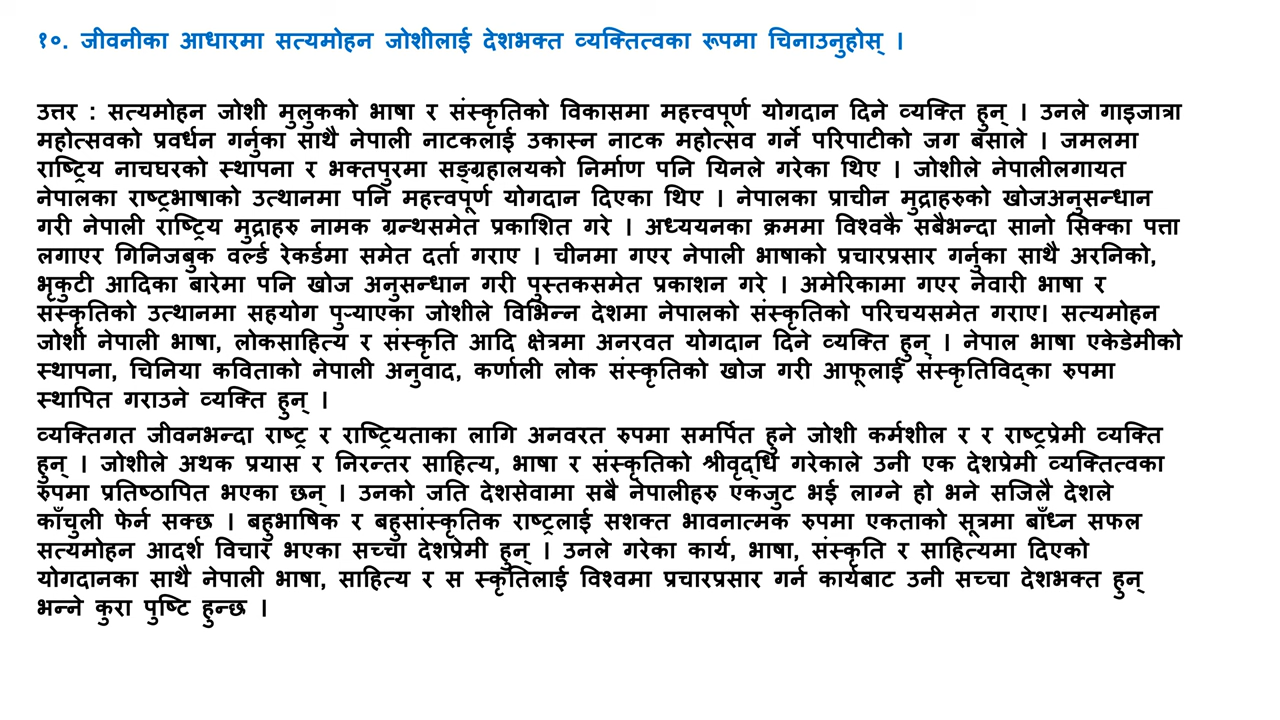 १०. जीवनीका आधारमा सत्यमोहन जोशीलाई देशभक्त व्यक्तित्वका रूपमा चिनाउनुहोस् ।
उत्तर : सत्यमोहन जोशी मुलुकको भाषा र संस्कृतिको विकासमा महत्त्वपूर्ण योगदान दिने व्यक्ति हुन् । उनले गाइजात्रा
महोत्सवको प्रवर्धन गर्नुका साथै नेपाली नाटकलाई उकास्न नाटक महोत्सव गर्ने परिपाटीको जग बसाले । जमलमा
राष्ट्रिय नाचघरको स्थापना र भक्तपुरमा सङ्ग्रहालयको निर्माण पनि यिनले गरेका थिए । जोशीले नेपालीलगायत
नेपालका राष्ट्रभाषाको उत्थानमा पनि महत्त्वपूर्ण योगदान दिएका थिए । नेपालका प्राचीन मुद्राहरुको खोजअनुसन्धान
गरी नेपाली राष्ट्रिय मुद्राहरु नामक ग्रन्थसमेत प्रकाशित गरे । अध्ययनका क्रममा विश्वकै सबैभन्दा सानो सिक्का पत्ता
लगाएर गिनिजबुक वर्ल्ड रेकर्डमा समेत दर्ता गराए । चीनमा गएर नेपाली भाषाको प्रचारप्रसार गर्नुका साथै अरनिको,
भृकुटी आदिका बारेमा पनि खोज अनुसन्धान गरी पुस्तकसमेत प्रकाशन गरे । अमेरिकामा गएर नेवारी भाषा र
संस्कृतिको उत्थानमा सहयोग पुऱ्याएका जोशीले विभिन्न देशमा नेपालको संस्कृतिको परिचयसमेत गराए। सत्यमोहन
जोशी नेपाली भाषा, लोकसाहित्य र संस्कृति आदि क्षेत्रमा अनरवत योगदान दिने व्यक्ति हुन् । नेपाल भाषा एकेडेमीको
स्थापना, चिनिया कविताको नेपाली अनुवाद, कर्णाली लोक संस्कृतिको खोज गरी आफूलाई संस्कृतिविद्का रुपमा
स्थापित गराउने व्यक्ति हुन् ।
व्यक्तिगत जीवनभन्दा राष्ट्र र राष्ट्रियताका लागि अनवरत रुपमा समर्पित हुने जोशी कर्मशील र र राष्ट्रप्रेमी व्यक्ति
हुन् । जोशीले अथक प्रयास र निरन्तर साहित्य, भाषा र संस्कृतिको श्रीवृद्धि गरेकाले उनी एक देशप्रेमी व्यक्तित्वका
रुपमा प्रतिष्ठापित भएका छन् । उनको जति देशसेवामा सबै नेपालीहरु एकजुट भई लाग्ने हो भने सजिलै देशले
काँचुली फेर्न सक्छ । बहुभाषिक र बहुसांस्कृतिक राष्ट्रलाई सशक्त भावनात्मक रुपमा एकताको सूत्रमा बाँध्न सफल
सत्यमोहन आदर्श विचार भएका सच्चा देशप्रेमी हुन् । उनले गरेका कार्य, भाषा, संस्कृति र साहित्यमा दिएको
योगदानका साथै नेपाली भाषा, साहित्य र स स्कृतिलाई विश्वमा प्रचारप्रसार गर्न कार्यबाट उनी सच्चा देशभक्त हुन्
भन्ने कुरा पुष्टि हुन्छ ।